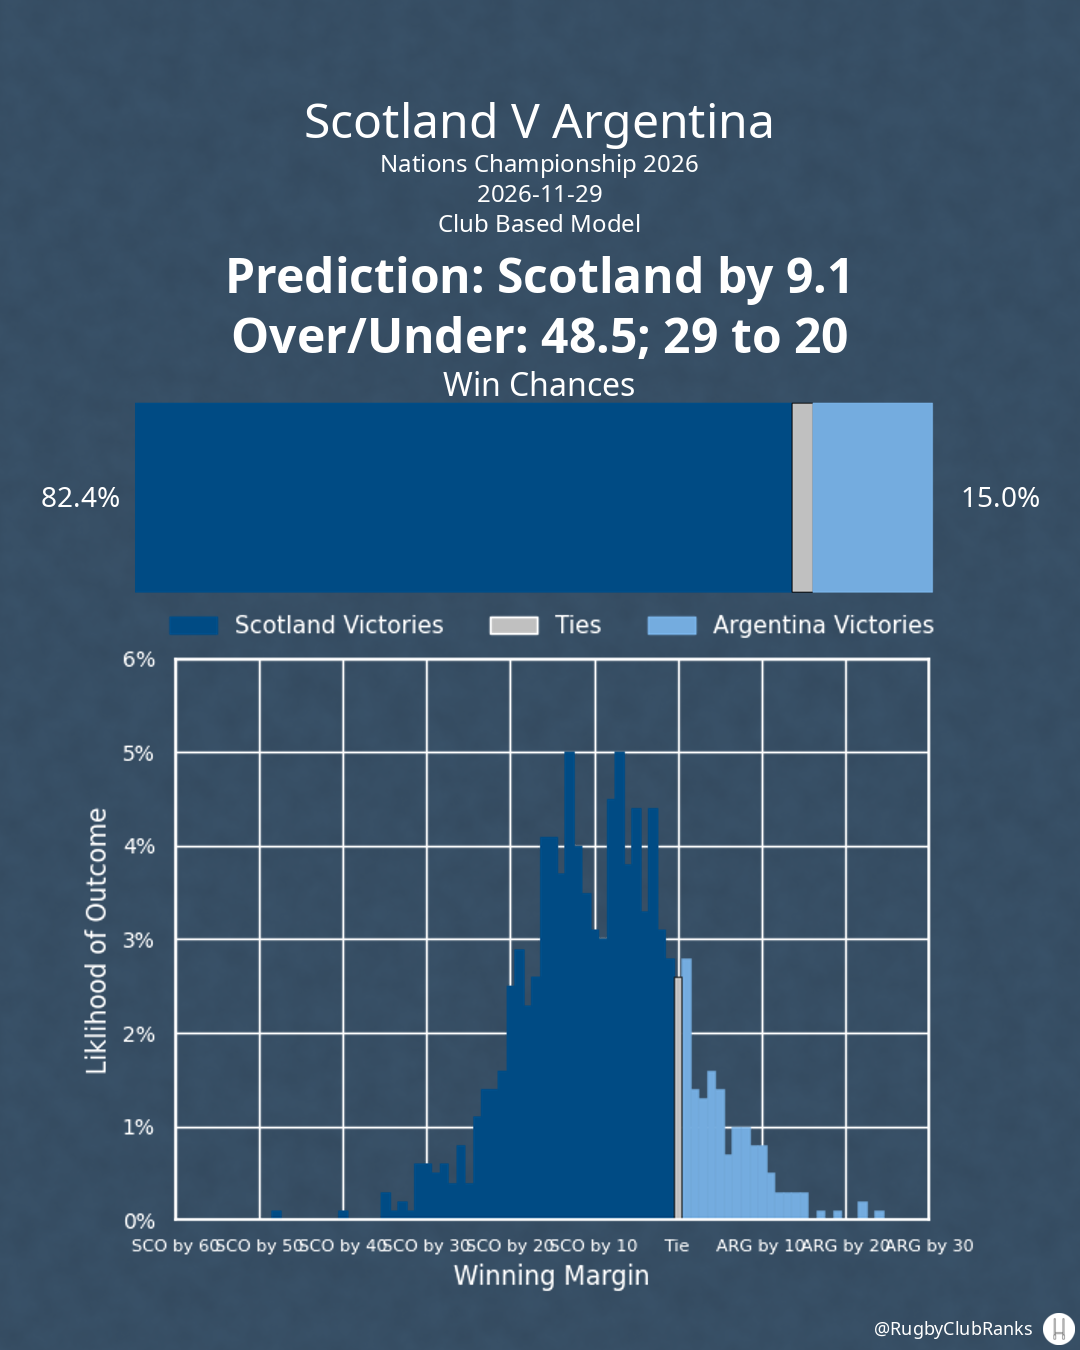 Scotland V Argentina
Nations Championship 2026
2026-11-29
Club Based Model
Prediction: Scotland by 9.1
Over/Under: 48.5; 29 to 20
Win Chances
82.4%
15.0%
Scotland Victories Ties Argentina Victories
6%
5%
4%
3%
2%
1%
0%
Liklihood of Outcome
SCO by 60 SCO by 50 SCO by 40 SCO by 30 SCO by 20 SCO by 10 Tie ARG by 10 ARG by 20 ARG by 30
Winning Margin
@RugbyClubRanks